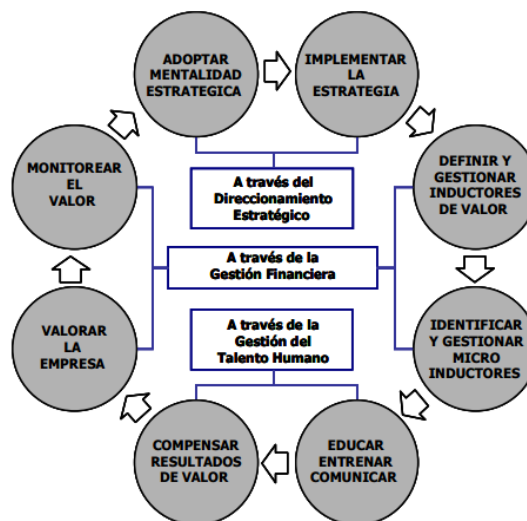 ADOPTAR
MENTALIDAD
ESTRATEGICA
IMPLEMENTAR
LA
ESTRATEGIA
DEFINIR Y
GESTIONAR
INDUCTORES
DE VALOR
IDENTIFICAR
Y GESTIONAR
MICRO
INDUCTORES
EDUCAR
ENTRENAR
COMUNICAR
COMPENSAR
RESULTADOS
DE VALOR
VALORAR
LA
EMPRESA
MONITOREAR
EL
VALOR
A través del
Direccionamiento
Estratégico
A través de la
Gestión Financiera
A través de la
Gestión del
Talento Humano